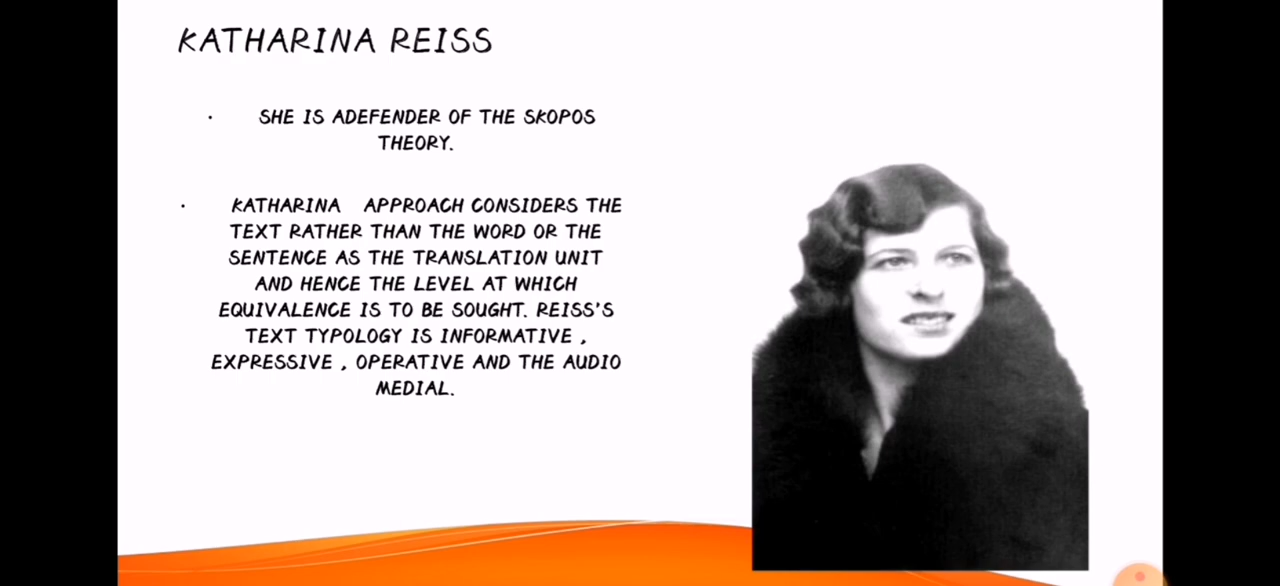 KATHARINA REISS
· SHE IS ADEFENDER OF THE SKOPOS
THEORY.
· KATHARINA APPROACH CONSIDERS THE
TEXT RATHER THAN THE WORD OR THE
SENTENCE AS THE TRANSLATION UNIT
AND HENCE THE LEVEL AT WHICH
EQUIVALENCE IS TO BE SOUGHT. REISS'S
TEXT TYPOLOGY IS INFORMATIVE ,
EXPRESSIVE , OPERATIVE AND THE AUDIO
MEDIAL.